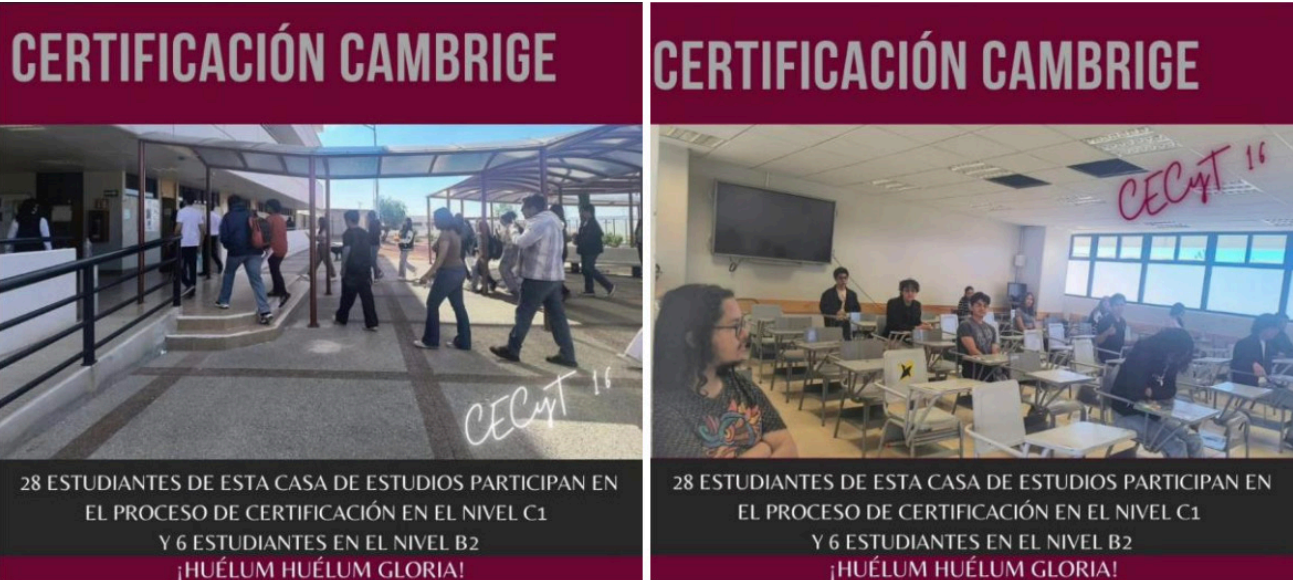 CERTIFICACIÓN CAMBRIGE
CECyT 16
28 ESTUDIANTES DE ESTA CASA DE ESTUDIOS PARTICIPAN EN
EL PROCESO DE CERTIFICACIÓN EN EL NIVEL C1
Y 6 ESTUDIANTES EN EL NIVEL B2
¡HUÉLUM HUÉLUM GLORIA!
CERTIFICACIÓN CAMBRIGE
CECyT 16
28 ESTUDIANTES DE ESTA CASA DE ESTUDIOS PARTICIPAN EN
EL PROCESO DE CERTIFICACIÓN EN EL NIVEL C1
Y 6 ESTUDIANTES EN EL NIVEL B2
¡HUÉLUM HUÉLUM GLORIA!